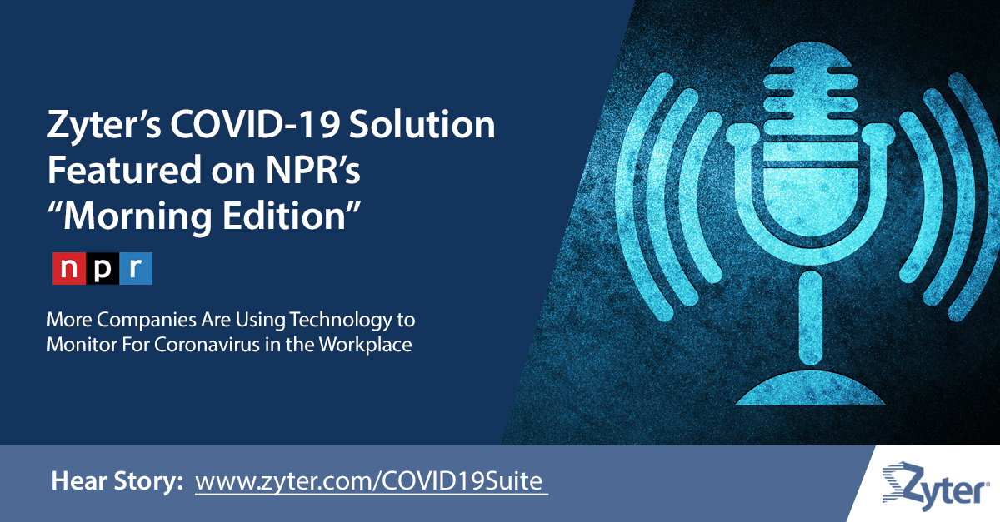 Zyter’s COVID-19 Solution
Featured on NPR’s
“Morning Edition”
n p r
More Companies Are Using Technology to
Monitor For Coronavirus in the Workplace
Hear Story: www.zyter.com/COVID19Suite
Zyter®